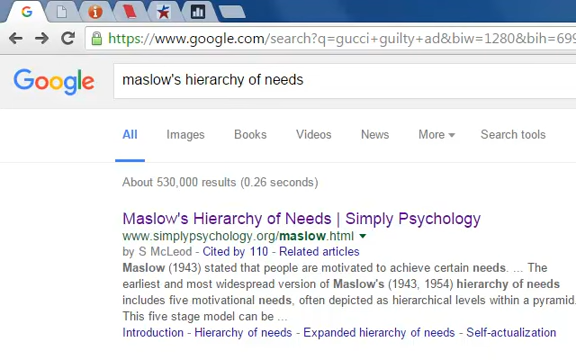 https://www.google.com/search?q=gucci+guilty+ad&biw=1280&bih=699
Google
maslow's hierarchy of needs
All Images Books Videos News More Search tools
About 530,000 results (0.26 seconds)
Maslow's Hierarchy of Needs | Simply Psychology
www.simplypsychology.org/maslow.html
by S McLeod - Cited by 110 - Related articles
Maslow (1943) stated that people are motivated to achieve certain needs. ... The
earliest and most widespread version of Maslow's (1943, 1954) hierarchy of needs
includes five motivational needs, often depicted as hierarchical levels within a pyramid.
This five stage model can be ...
Introduction - Hierarchy of needs - Expanded hierarchy of needs - Self-actualization